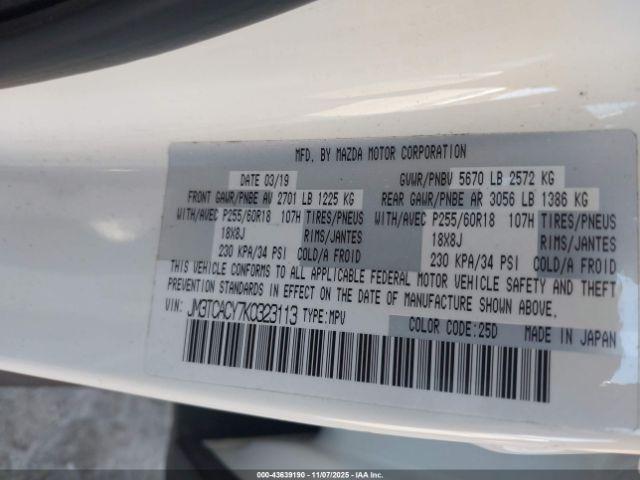 MFD. BY MAZDA MOTOR CORPORATION
DATE 03/19 GVWR/PNBV 5670 LB 2572 KG
FRONT GAWR/PNBE AV 2701 LB 1225 KG REAR GAWR/PNBE AR 3056 LB 1386 KG
WITH/AVEC P255/60R18 107H TIRES/PNEUS WITH/AVEC P255/60R18 107H TIRES/PNEUS
18X8J RIMS/JANTES 18X8J RIMS/JANTES
230 KPA/34 PSI COLD/A FROID 230 KPA/34 PSI COLD/A FROID
THIS VEHICLE CONFORMS TO ALL APPLICABLE FEDERAL MOTOR VEHICLE SAFETY AND THEFT
PREVENTION STANDARDS IN EFFECT ON THE DATE OF MANUFACTURE SHOWN ABOVE.
VIN: JM3TCACY7K0323113 TYPE:MPV
COLOR CODE:25D MADE IN JAPAN
000-43639190 - 11/07/2025 - IAAI.com